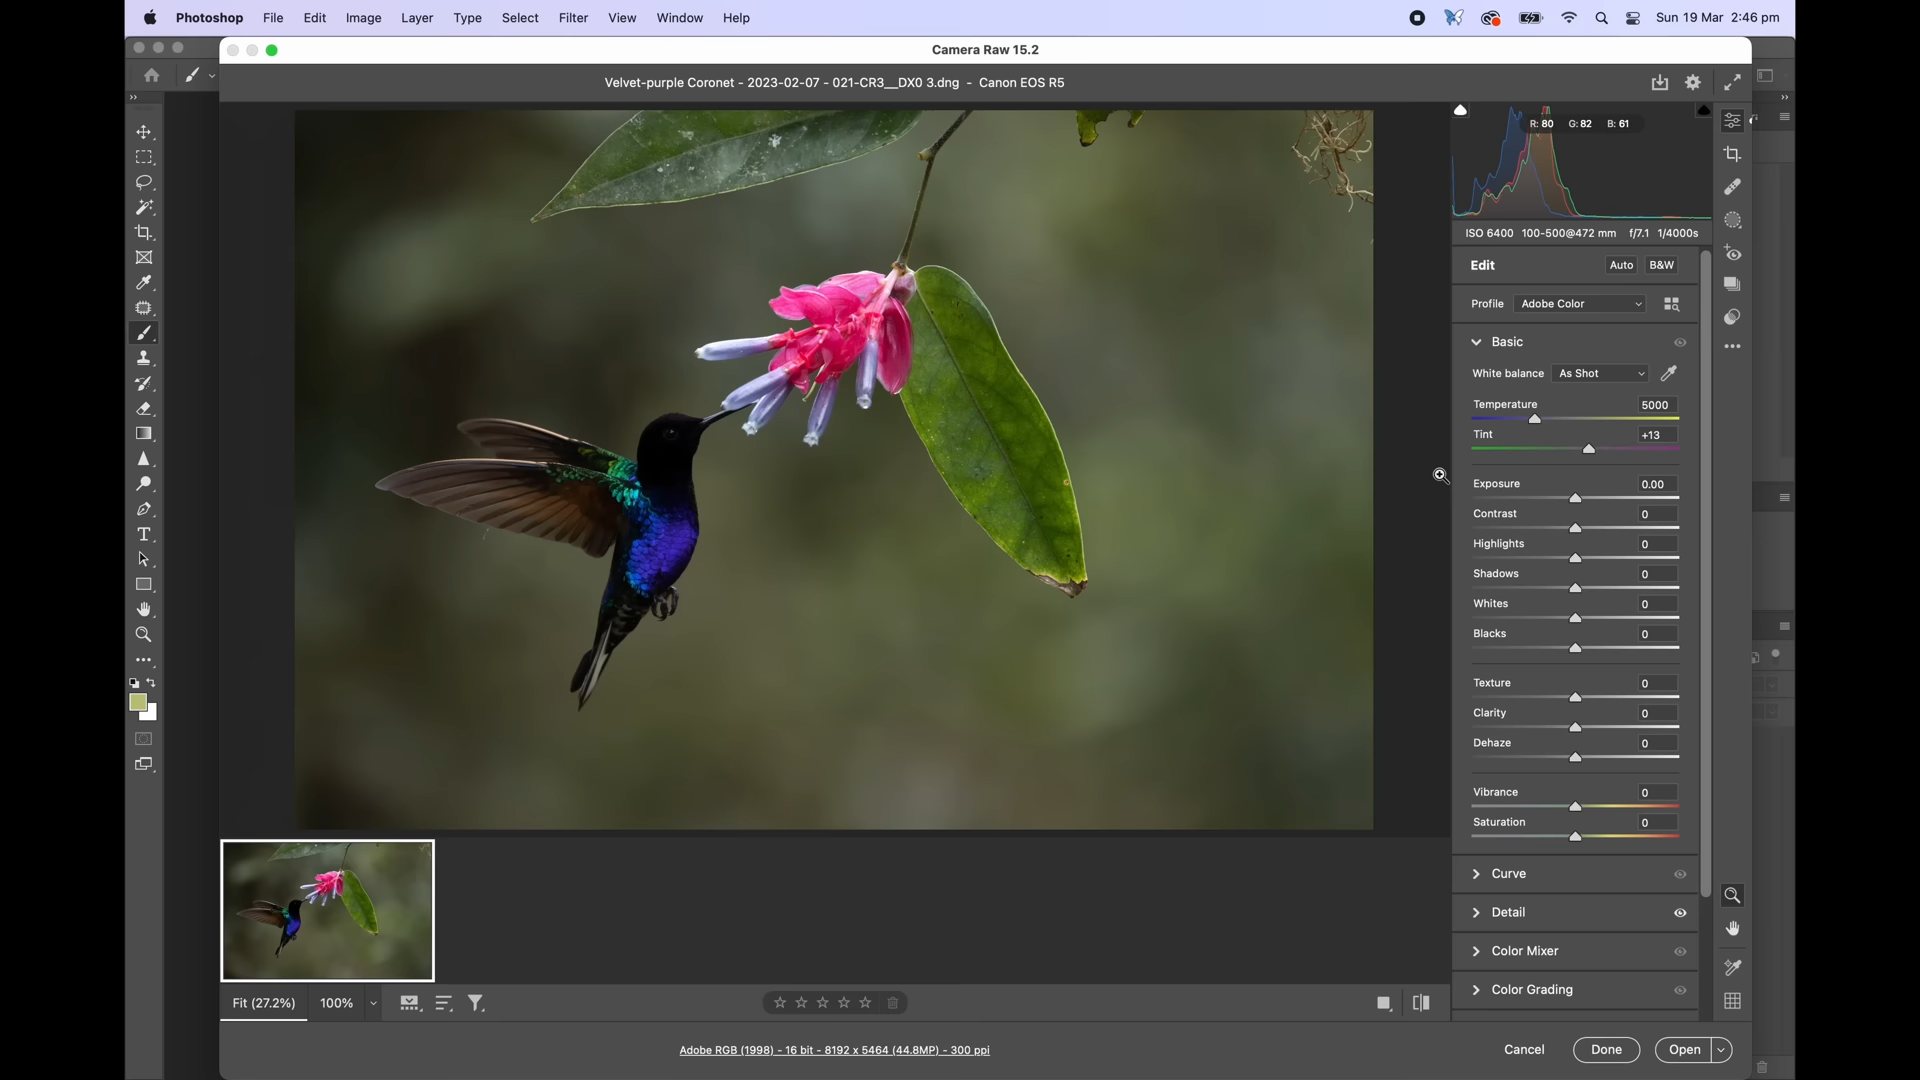 Photoshop File Edit Image Layer Type Select Filter View Window Help Sun 19 Mar 2:46 pm
Camera Raw 15.2
Velvet-purple Coronet - 2023-02-07 - 021-CR3__DX0 3.dng - Canon EOS R5
R: 80 G: 82 B: 61
ISO 6400 100-500@472 mm f/7.1 1/4000s
Edit Auto B&W
Profile Adobe Color
Basic
White balance As Shot
Temperature 5000
Tint +13
Exposure 0.00
Contrast 0
Highlights 0
Shadows 0
Whites 0
Blacks 0
Texture 0
Clarity 0
Dehaze 0
Vibrance 0
Saturation 0
Curve
Detail
Color Mixer
Color Grading
Fit (27.2%) 100%
Adobe RGB (1998) - 16 bit - 8192 x 5464 (44.8MP) - 300 ppi
Cancel Done Open